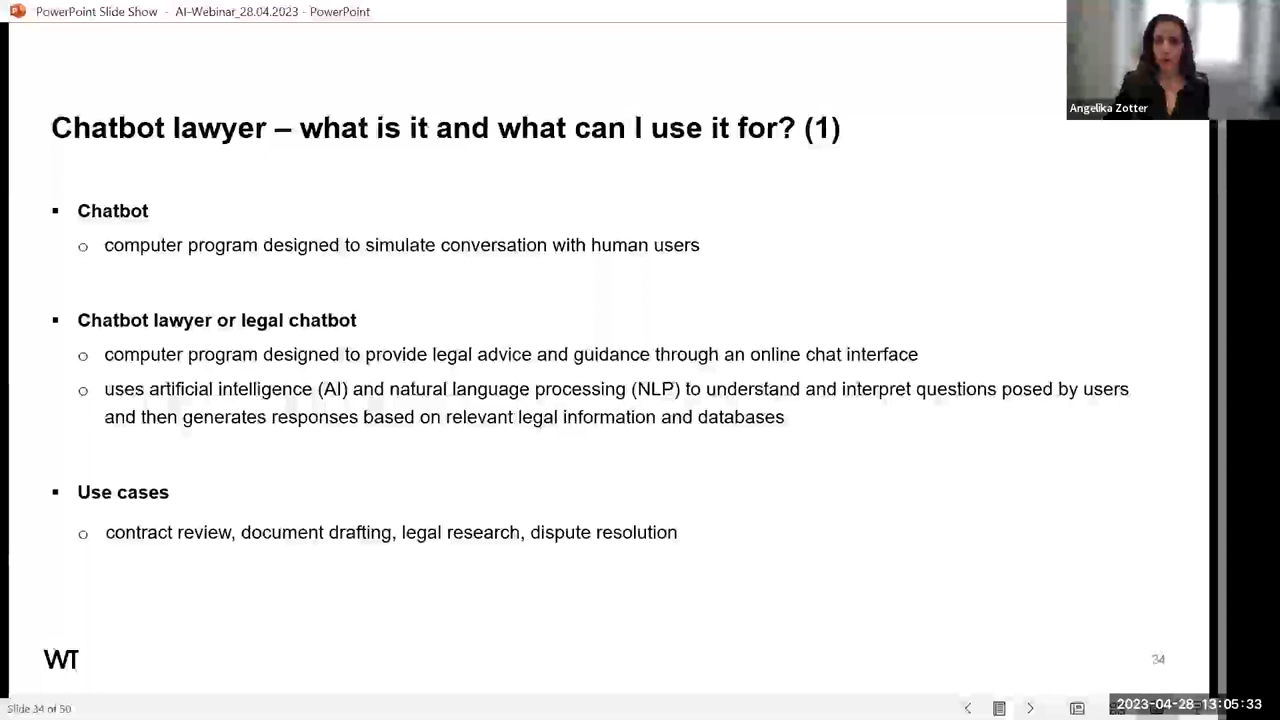 PowerPoint Slide Show - AI-Webinar_28.04.2023 - PowerPoint
Angelika Zotter
Chatbot lawyer – what is it and what can I use it for? (1)
▪ Chatbot
o computer program designed to simulate conversation with human users
▪ Chatbot lawyer or legal chatbot
o computer program designed to provide legal advice and guidance through an online chat interface
o uses artificial intelligence (AI) and natural language processing (NLP) to understand and interpret questions posed by users
and then generates responses based on relevant legal information and databases
▪ Use cases
o contract review, document drafting, legal research, dispute resolution
WT
34
Slide 34 of 50
2023-04-28 13:05:33